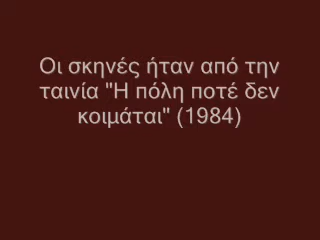 Οι σκηνές ήταν από την
ταινία "Η πόλη ποτέ δεν
κοιμάται" (1984)